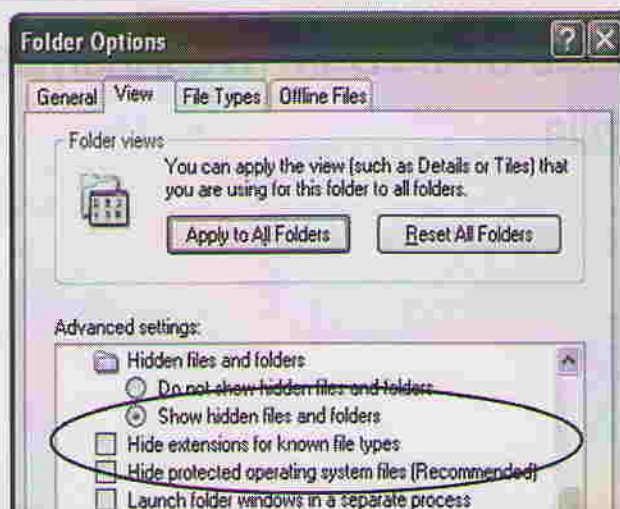 Folder Options
General View File Types Offline Files
Folder views
You can apply the view (such as Details or Tiles) that
you are using for this folder to all folders.
Apply to All Folders Reset All Folders
Advanced settings:
Hidden files and folders
Do not show hidden files and folders
Show hidden files and folders
Hide extensions for known file types
Hide protected operating system files (Recommended)
Launch folder windows in a separate process